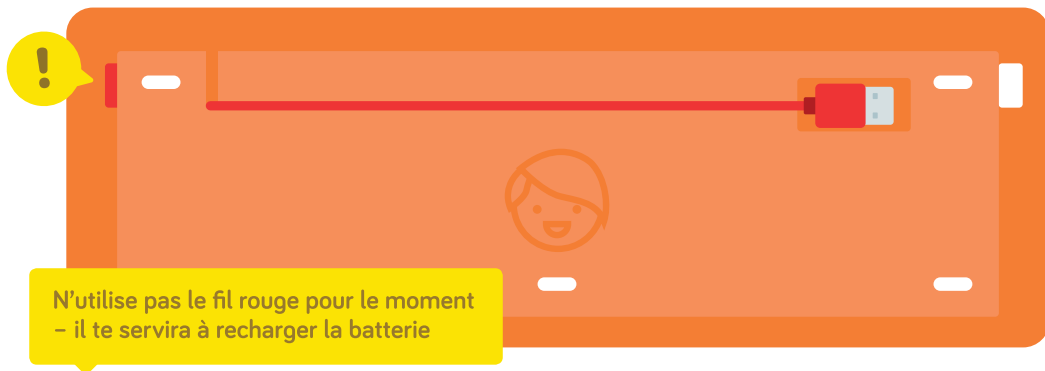 !
N'utilise pas le fil rouge pour le moment
– il te servira à recharger la batterie